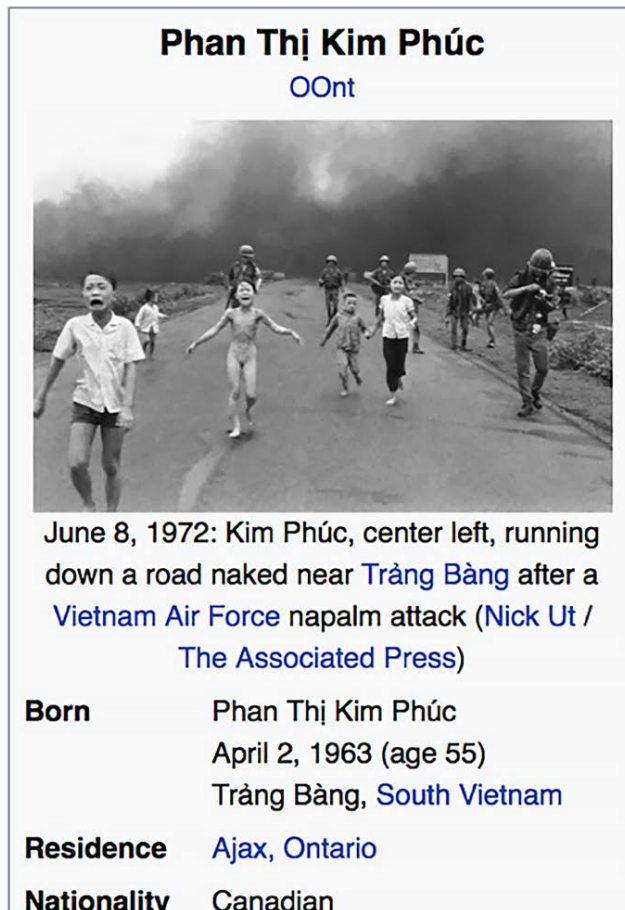 Phan Thị Kim Phúc
OOnt
June 8, 1972: Kim Phúc, center left, running
down a road naked near Trảng Bàng after a
Vietnam Air Force napalm attack (Nick Ut /
The Associated Press)
Born Phan Thị Kim Phúc
April 2, 1963 (age 55)
Trảng Bàng, South Vietnam
Residence Ajax, Ontario
Nationality Canadian